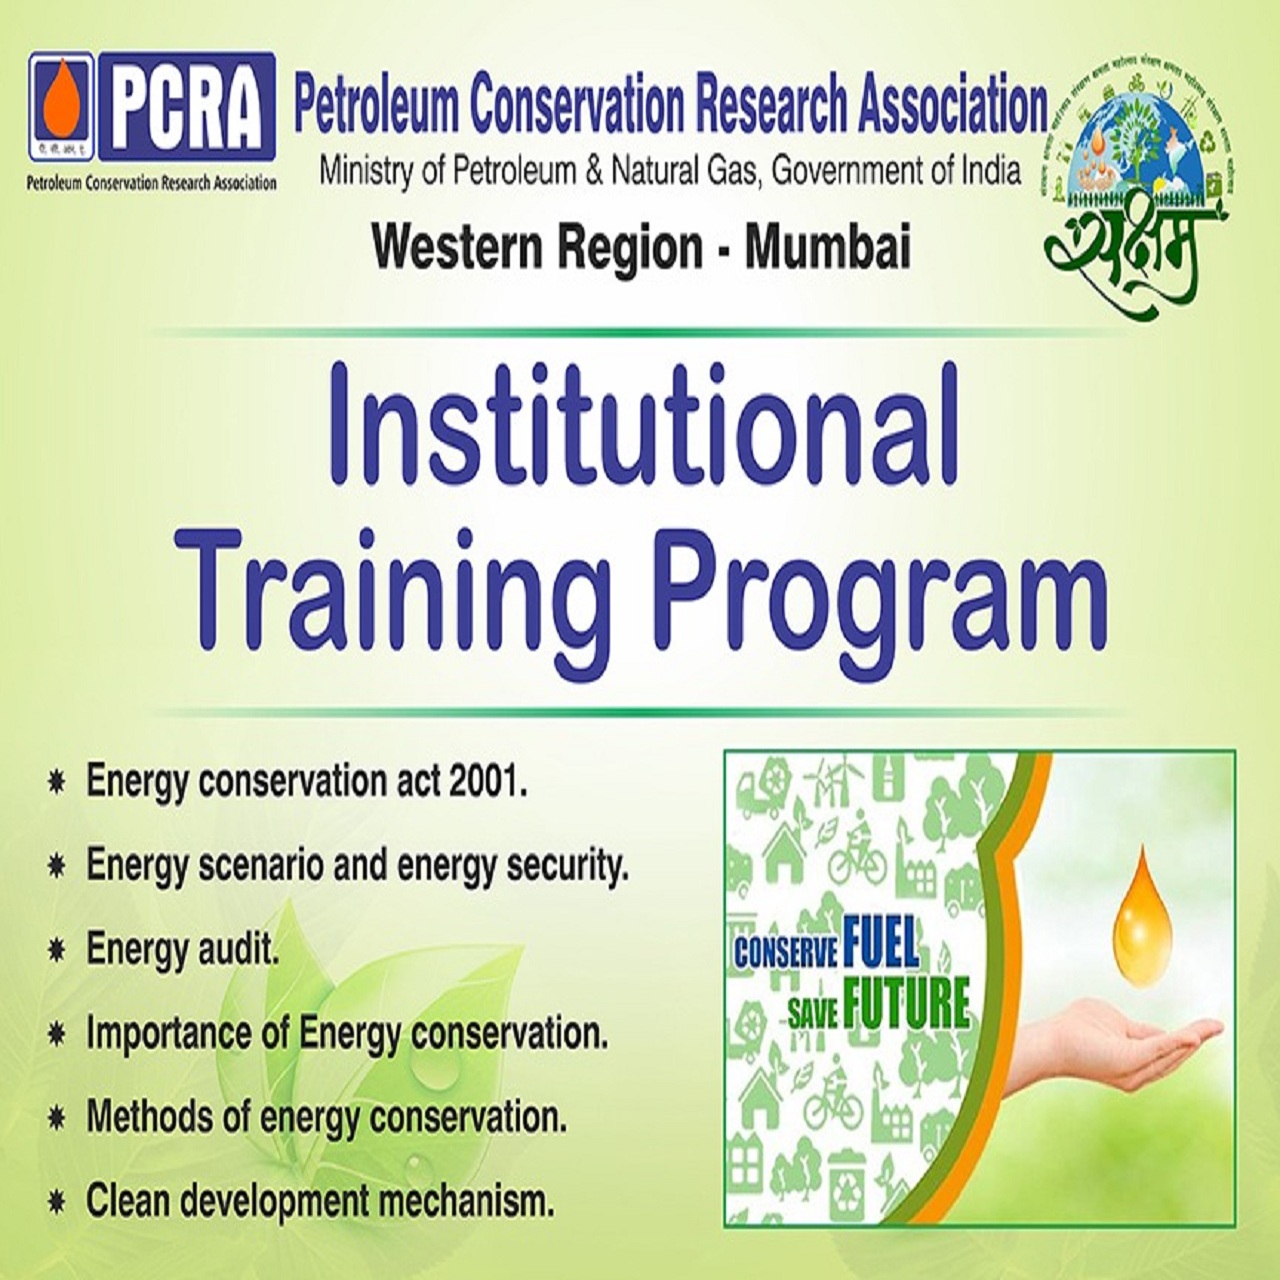 PCRA
Petroleum Conservation Research Association
Petroleum Conservation Research Association
Ministry of Petroleum & Natural Gas, Government of India
Western Region - Mumbai
सक्षम
Institutional
Training Program
Energy conservation act 2001.
Energy scenario and energy security.
Energy audit.
Importance of Energy conservation.
Methods of energy conservation.
Clean development mechanism.
CONSERVE FUEL
SAVE FUTURE